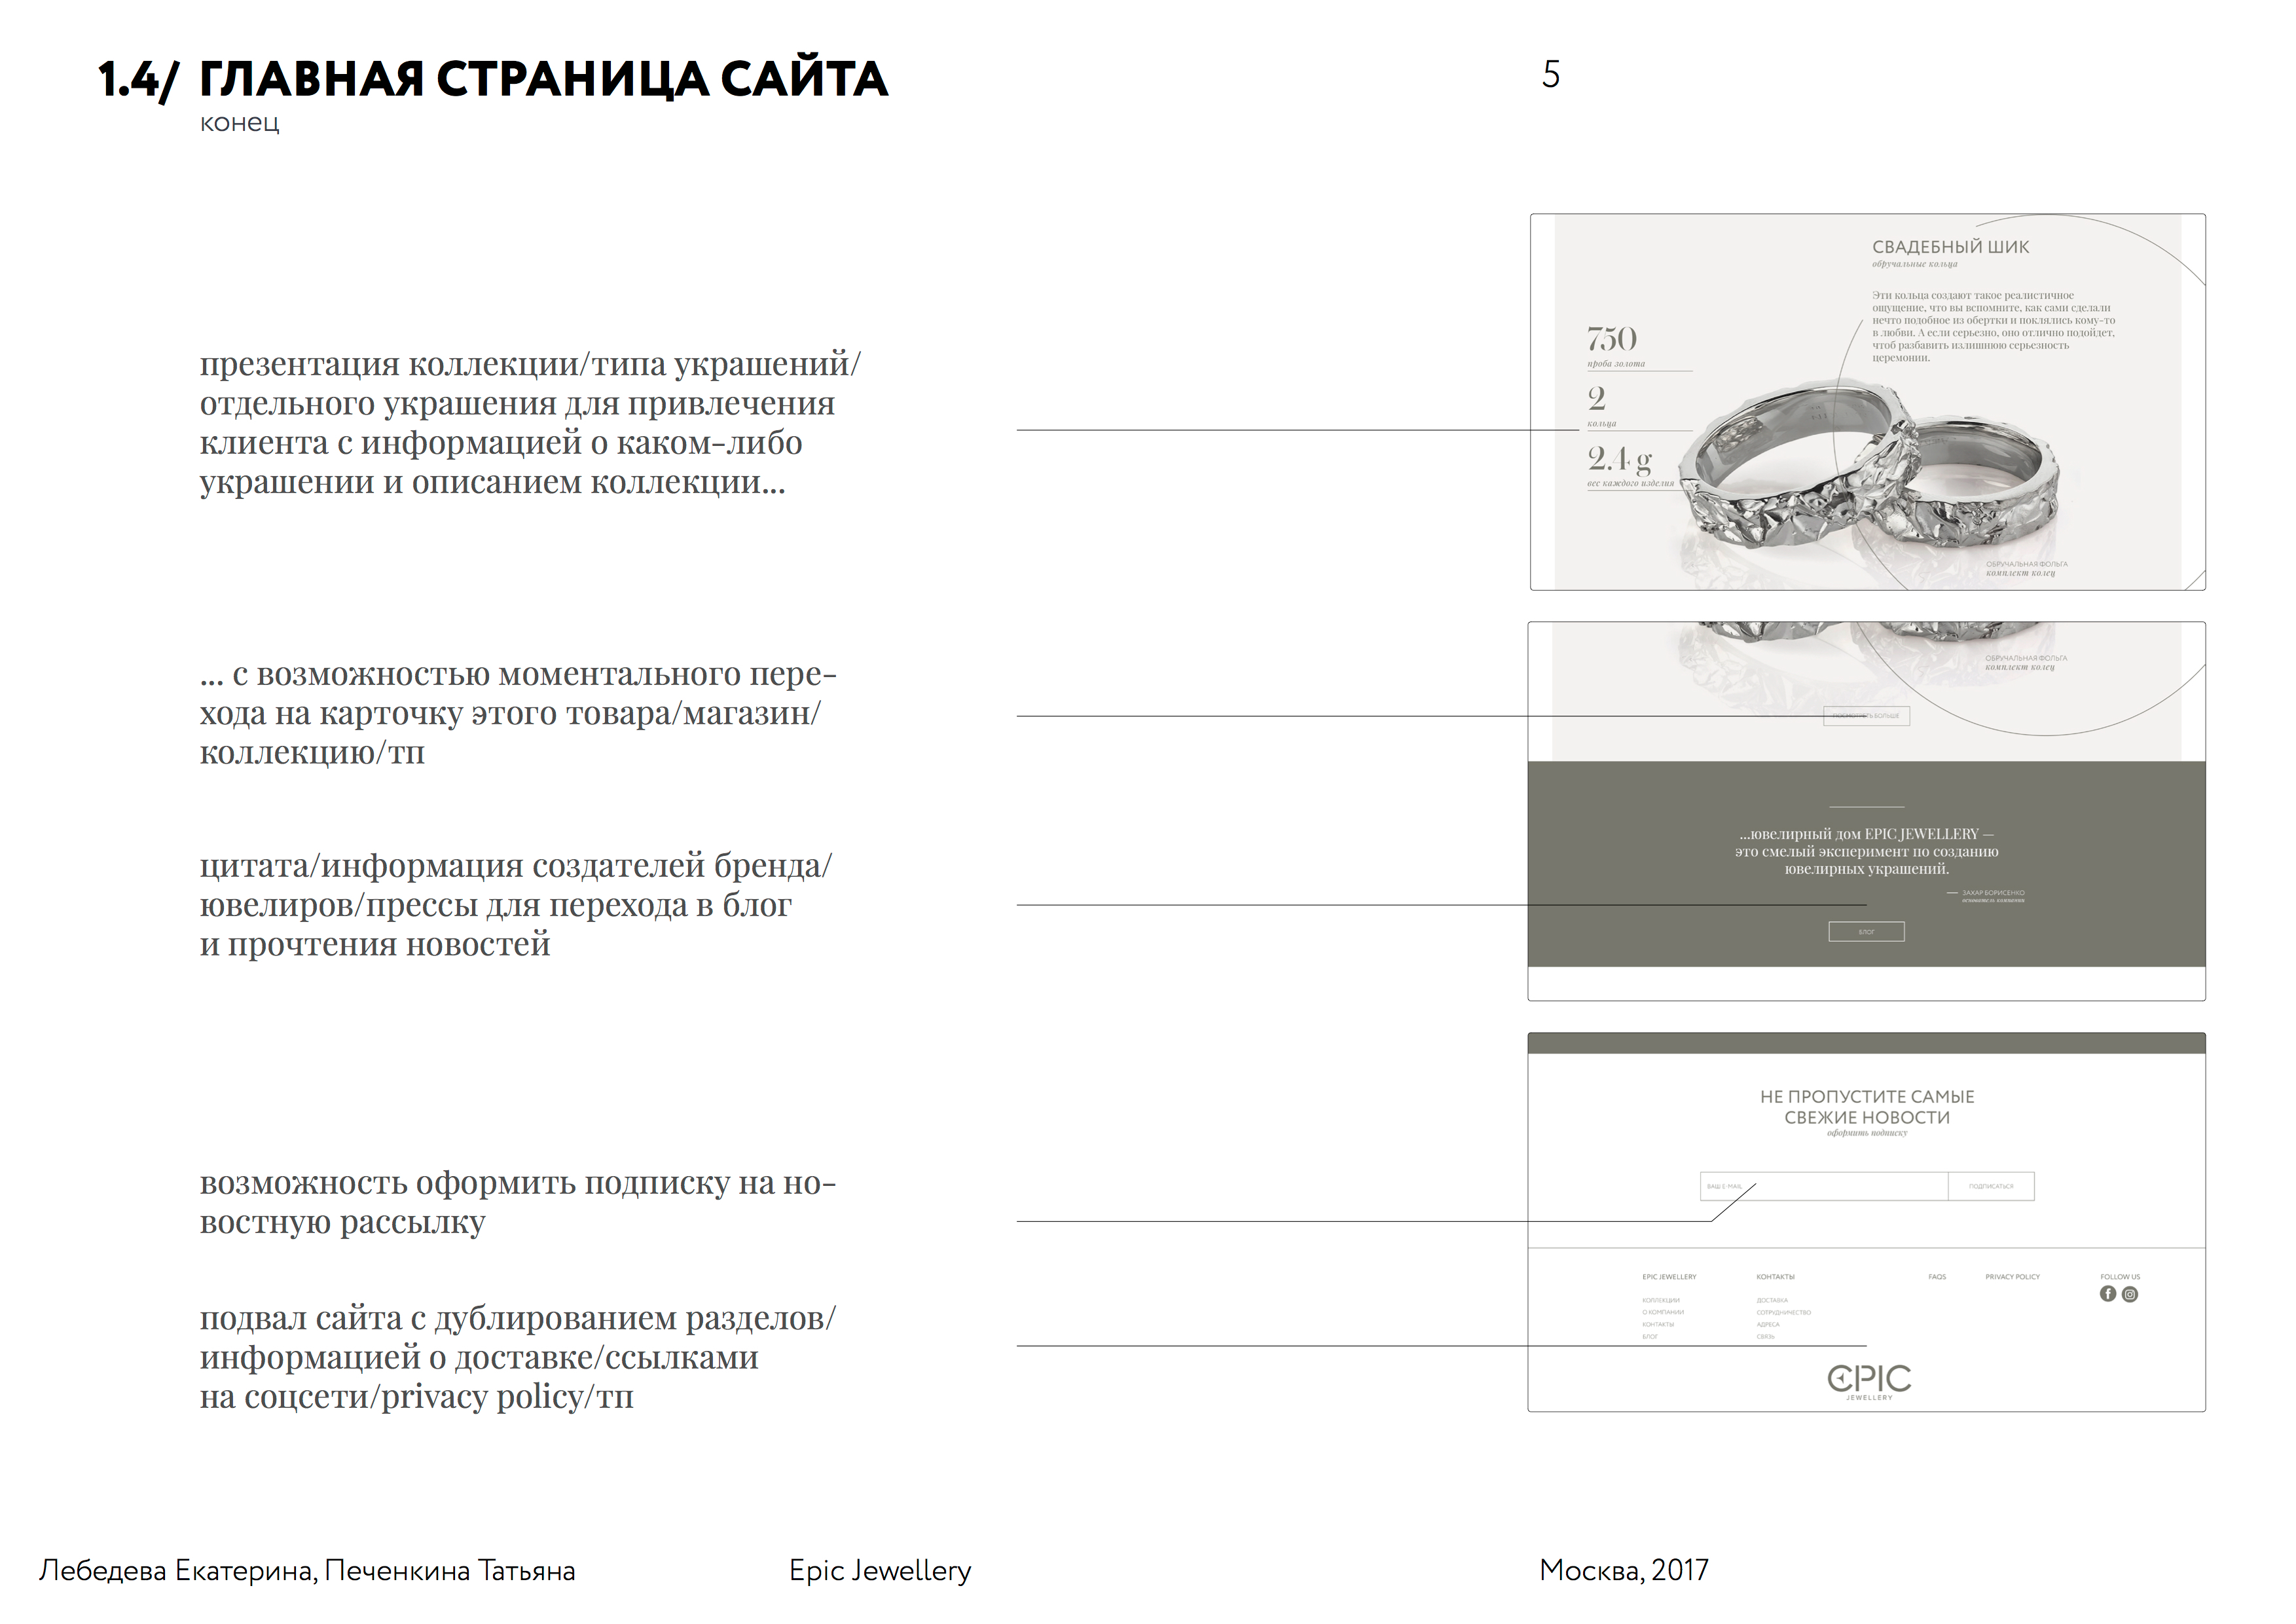 1.4/ ГЛАВНАЯ СТРАНИЦА САЙТА
конец
5
презентация коллекции/типа украшений/
отдельного украшения для привлечения
клиента с информацией о каком-либо
украшении и описанием коллекции...
... с возможностью моментального пере-
хода на карточку этого товара/магазин/
коллекцию/тп
цитата/информация создателей бренда/
ювелиров/прессы для перехода в блог
и прочтения новостей
возможность оформить подписку на но-
востную рассылку
подвал сайта с дублированием разделов/
информацией о доставке/ссылками
на соцсети/privacy policy/тп
СВАДЕБНЫЙ ШИК
обручальные кольца
Эти кольца создают такое реалистичное
ощущение, что вы вспомните, как сами сделали
нечто подобное из обертки и поклялись кому-то
в любви. А если серьезно, оно отлично подойдет,
чтоб разбавить излишнюю серьезность
церемонии.
750
проба золота
2
кольца
2.4 g
вес каждого изделия
ОБРУЧАЛЬНАЯ ФОЛЬГА
комплект колец
ОБРУЧАЛЬНАЯ ФОЛЬГА
комплект колец
ПОСМОТРЕТЬ БОЛЬШЕ
...ювелирный дом EPIC JEWELLERY —
это смелый эксперимент по созданию
ювелирных украшений.
— ЗАХАР БОРИСЕНКО
основатель компании
БЛОГ
НЕ ПРОПУСТИТЕ САМЫЕ
СВЕЖИЕ НОВОСТИ
оформить подписку
ВАШ E-MAIL
ПОДПИСАТЬСЯ
EPIC JEWELLERY
КОЛЛЕКЦИИ
О КОМПАНИИ
КОНТАКТЫ
БЛОГ
КОНТАКТЫ
ДОСТАВКА
СОТРУДНИЧЕСТВО
АДРЕСА
СВЯЗЬ
FAQS
PRIVACY POLICY
FOLLOW US
EPIC
JEWELLERY
Лебедева Екатерина, Печенкина Татьяна
Epic Jewellery
Москва, 2017